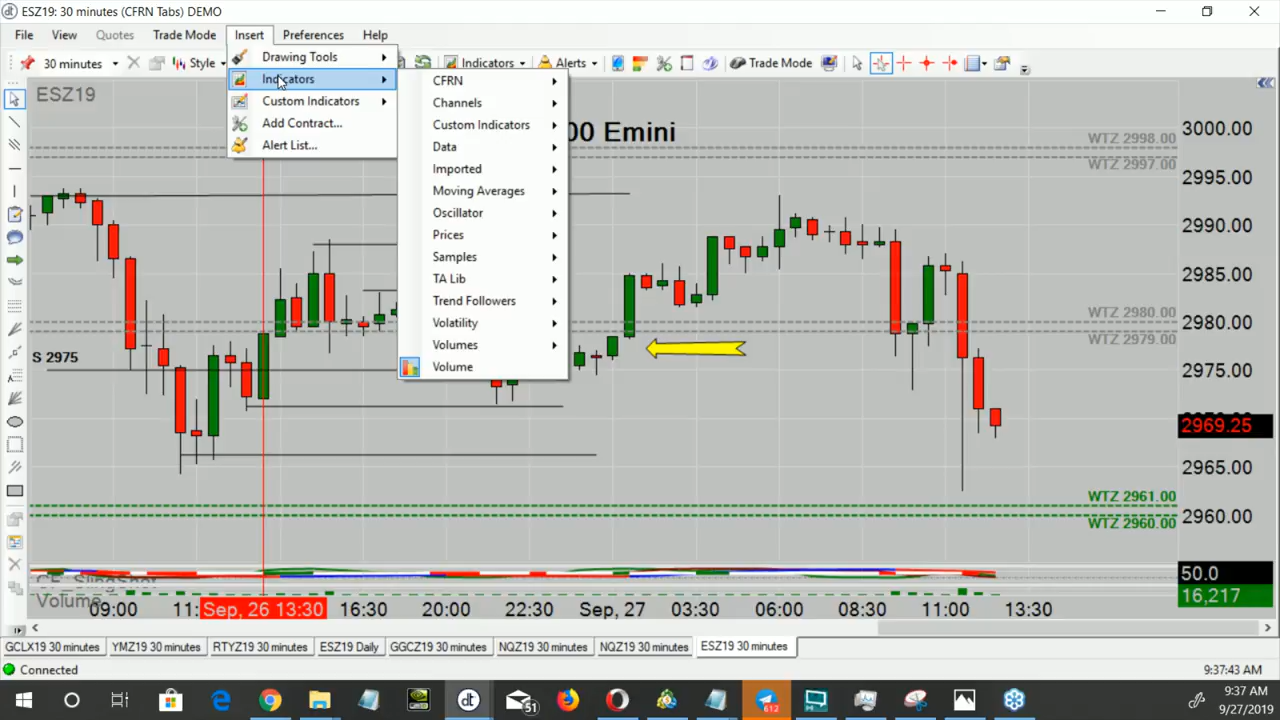 dt ESZ19: 30 minutes (CFRN Tabs) DEMO
File View Quotes Trade Mode Insert Preferences Help
30 minutes Style Indicators Alerts Trade Mode
Drawing Tools
Indicators
Custom Indicators
Add Contract...
Alert List...
CFRN
Channels
Custom Indicators
Data
Imported
Moving Averages
Oscillator
Prices
Samples
TA Lib
Trend Followers
Volatility
Volumes
Volume
ESZ19
00 Emini
S 2975
WTZ 2998.00
WTZ 2997.00
WTZ 2980.00
WTZ 2979.00
WTZ 2961.00
WTZ 2960.00
3000.00
2995.00
2990.00
2985.00
2980.00
2975.00
2969.25
2965.00
2960.00
CF_SlingShot
50.0
Volume
16,217
09:00 11: Sep, 26 13:30 16:30 20:00 22:30 Sep, 27 03:30 06:00 08:30 11:00 13:30
GCLX19 30 minutes YMZ19 30 minutes RTYZ19 30 minutes ESZ19 Daily GGCZ19 30 minutes NQZ19 30 minutes NQZ19 30 minutes ESZ19 30 minutes
Connected 9:37:43 AM
dt 51 612 9:37 AM
9/27/2019